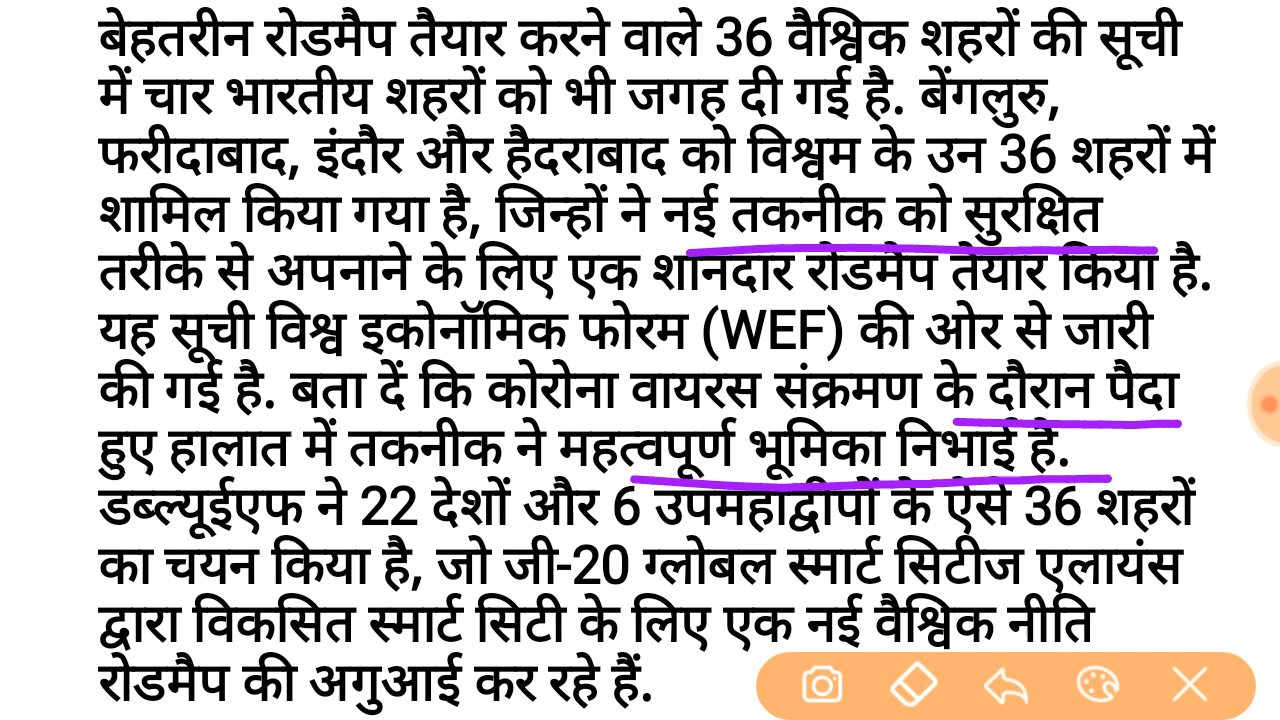 बेहतरीन रोडमैप तैयार करने वाले 36 वैश्विक शहरों की सूची
में चार भारतीय शहरों को भी जगह दी गई है. बेंगलुरु,
फरीदाबाद, इंदौर और हैदराबाद को विश्वम के उन 36 शहरों में
शामिल किया गया है, जिन्हों ने नई तकनीक को सुरक्षित
तरीके से अपनाने के लिए एक शानदार रोडमैप तैयार किया है.
यह सूची विश्व इकोनॉमिक फोरम (WEF) की ओर से जारी
की गई है. बता दें कि कोरोना वायरस संक्रमण के दौरान पैदा
हुए हालात में तकनीक ने महत्वपूर्ण भूमिका निभाई है.
डब्ल्यूईएफ ने 22 देशों और 6 उपमहाद्वीपों के ऐसे 36 शहरों
का चयन किया है, जो जी-20 ग्लोबल स्मार्ट सिटीज एलायंस
द्वारा विकसित स्मार्ट सिटी के लिए एक नई वैश्विक नीति
रोडमैप की अगुआई कर रहे हैं.